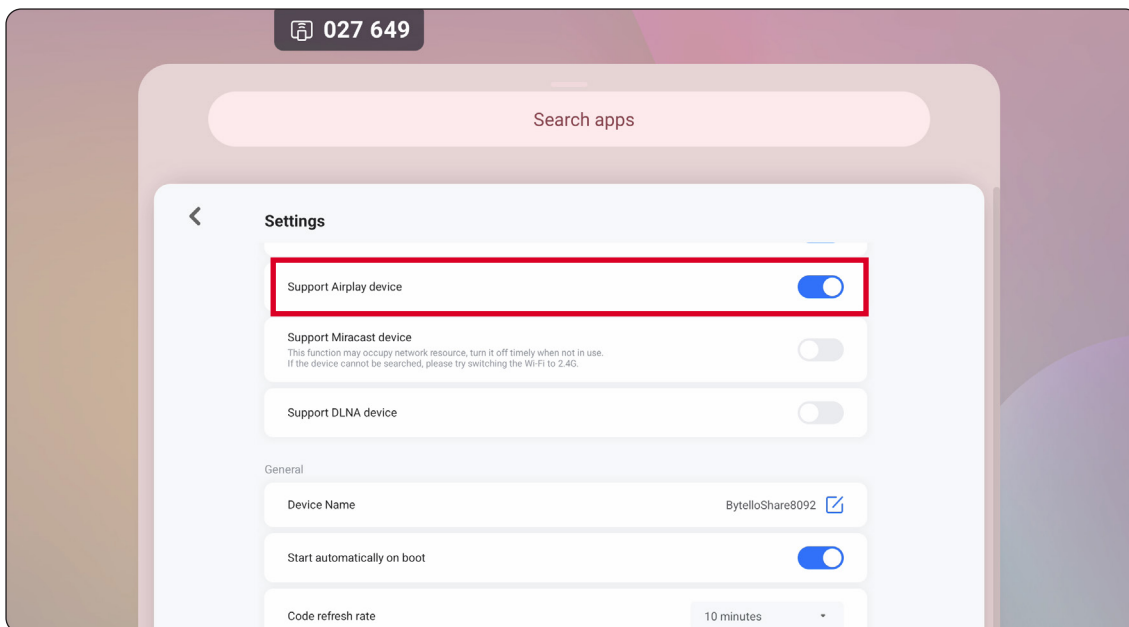 027 649
Search apps
Settings
Support Airplay device
Support Miracast device
This function may occupy network resource, turn it off timely when not in use.
If the device cannot be searched, please try switching the Wi-Fi to 2.4G.
Support DLNA device
General
Device Name
BytelloShare8092
Start automatically on boot
Code refresh rate
10 minutes